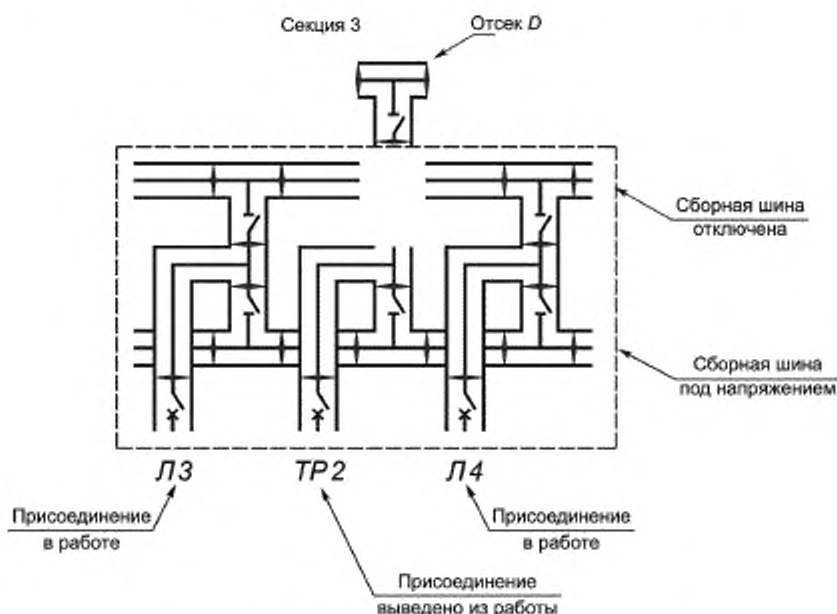 Секция 3
Отсек D
Сборная шина
отключена
Сборная шина
под напряжением
Л3
ТР2
Л4
Присоединение
в работе
Присоединение
в работе
Присоединение
выведено из работы